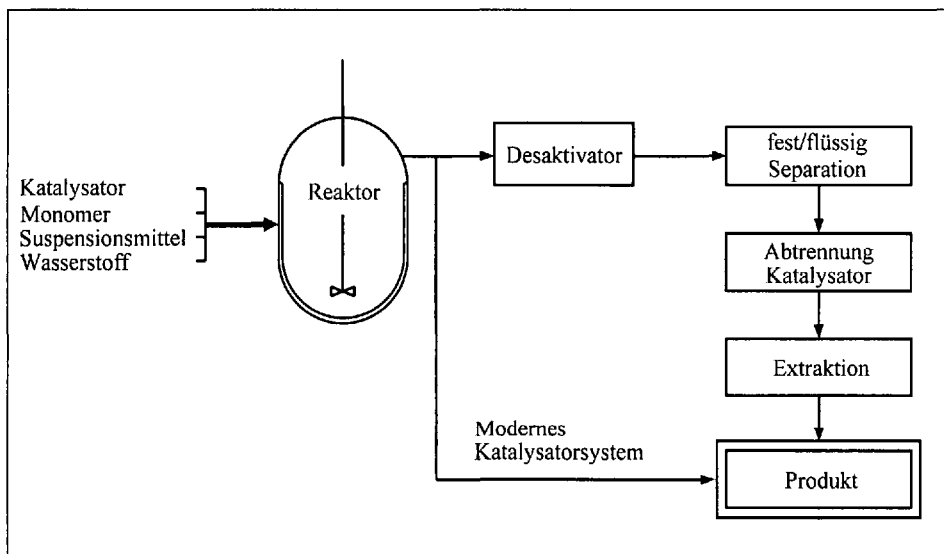 Katalysator
Monomer
Suspensionsmittel
Wasserstoff
Reaktor
Desaktivator
fest/flüssig
Separation
Abtrennung
Katalysator
Extraktion
Modernes
Katalysatorsystem
Produkt